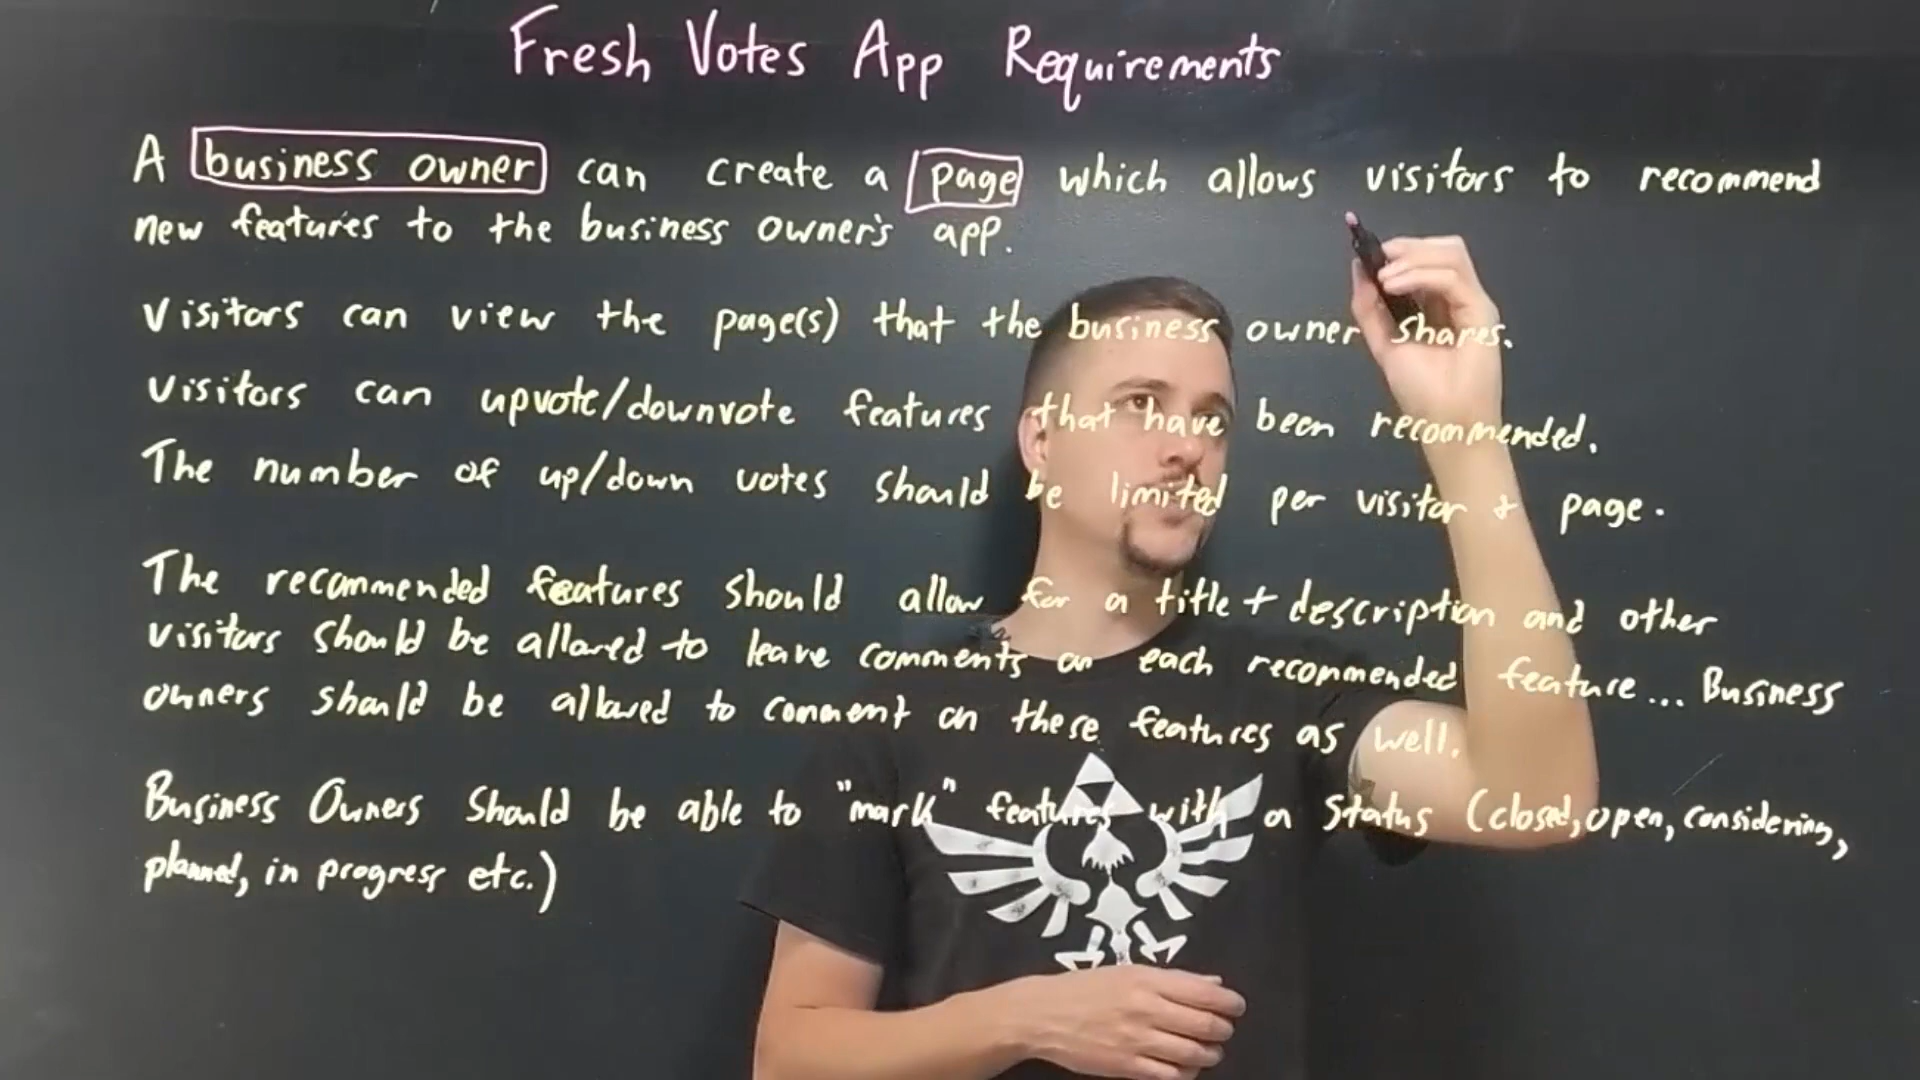 Fresh Votes App Requirements
A business owner can create a page which allows visitors to recommend
new features to the business owner's app.
Visitors can view the page(s) that the business owner shares.
Visitors can upvote/downvote features that have been recommended.
The number of up/down votes should be limited per visitor + page.
The recommended features should allow for a title + description and other
visitors should be allowed to leave comments on each recommended feature... Business
owners should be allowed to comment on these features as well.
Business Owners should be able to "mark" features with a status (closed, open, considering,
planned, in progress etc.)